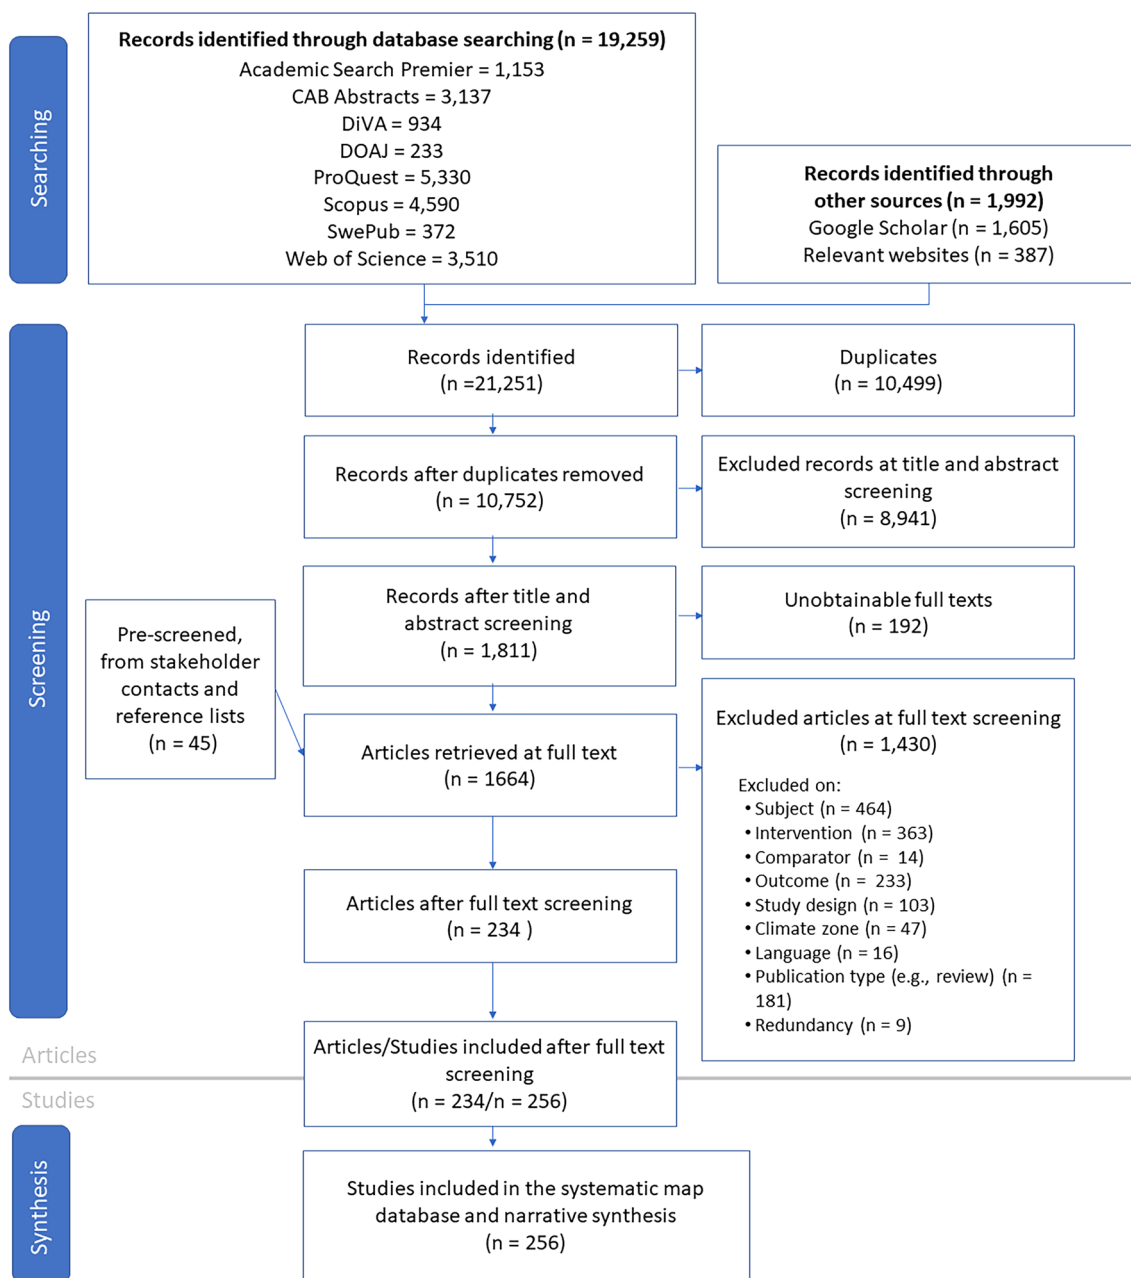 Searching
Records identified through database searching (n = 19,259)
Academic Search Premier = 1,153
CAB Abstracts = 3,137
DiVA = 934
DOAJ = 233
ProQuest = 5,330
Scopus = 4,590
SwePub = 372
Web of Science = 3,510
Records identified through
other sources (n = 1,992)
Google Scholar (n = 1,605)
Relevant websites (n = 387)
Screening
Records identified
(n =21,251)
Duplicates
(n = 10,499)
Records after duplicates removed
(n = 10,752)
Excluded records at title and abstract
screening
(n = 8,941)
Records after title and
abstract screening
(n = 1,811)
Unobtainable full texts
(n = 192)
Pre-screened,
from stakeholder
contacts and
reference lists
(n = 45)
Articles retrieved at full text
(n = 1664)
Excluded articles at full text screening
(n = 1,430)
Excluded on:
• Subject (n = 464)
• Intervention (n = 363)
• Comparator (n = 14)
• Outcome (n = 233)
• Study design (n = 103)
• Climate zone (n = 47)
• Language (n = 16)
• Publication type (e.g., review) (n =
181)
• Redundancy (n = 9)
Articles after full text screening
(n = 234 )
Articles/Studies included after full text
screening
(n = 234/n = 256)
Articles
Studies
Synthesis
Studies included in the systematic map
database and narrative synthesis
(n = 256)